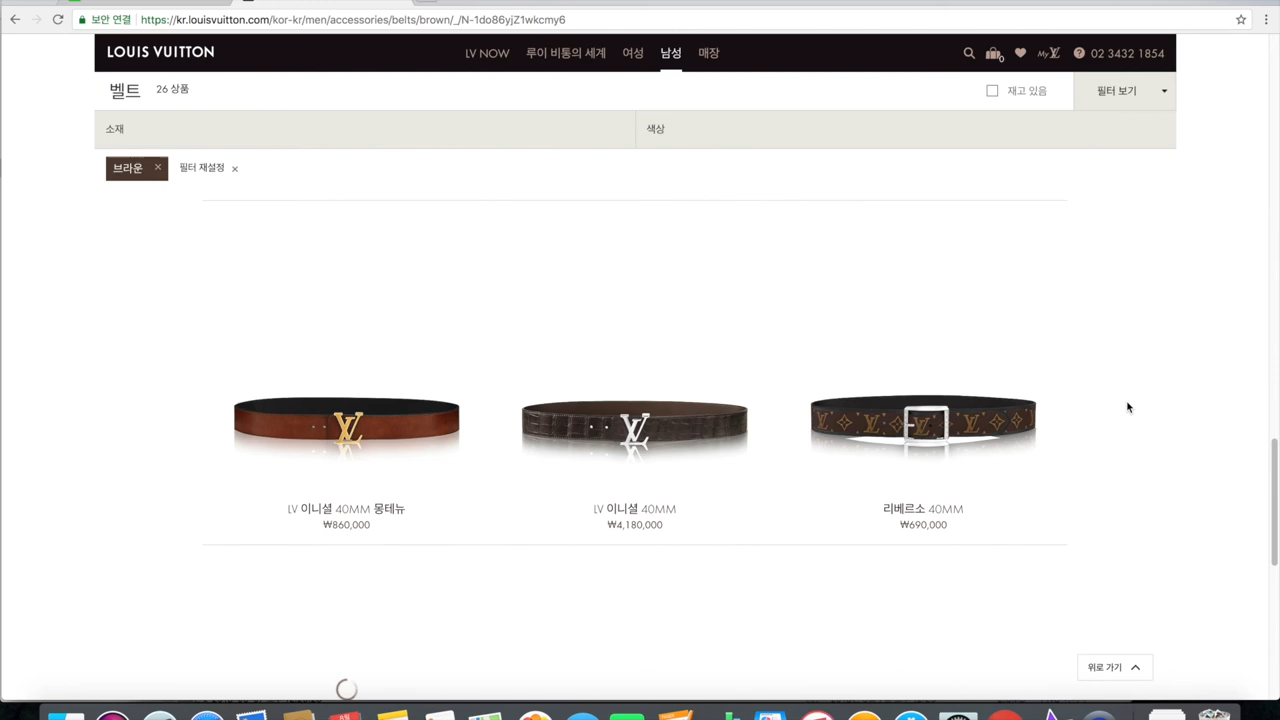 보안 연결 https://kr.louisvuitton.com/kor-kr/men/accessories/belts/brown/_/N-1do86yjZ1wkcmy6
LOUIS VUITTON LV NOW 루이 비통의 세계 여성 남성 매장 0 My LV ? 02 3432 1854
벨트 26 상품 재고 있음 필터 보기
소재 색상
브라운 × 필터 재설정 ×
LV 이니셜 40MM 몽테뉴
₩860,000
LV 이니셜 40MM
₩4,180,000
리베르소 40MM
₩690,000
위로 가기